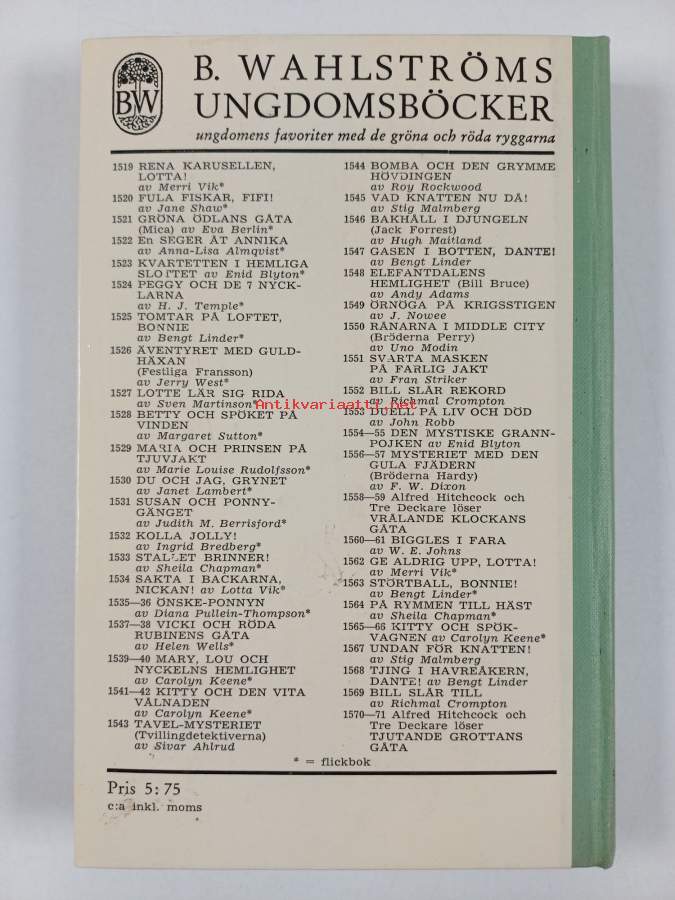 BW
B. WAHLSTRÖMS
UNGDOMSBÖCKER
ungdomens favoriter med de gröna och röda ryggarna
1519 RENA KARUSELLEN,
LOTTA!
av Merri Vik*
1520 FULA FISKAR, FIFI!
av Jane Shaw*
1521 GRÖNA ÖDLANS GÅTA
(Mica) av Eva Berlin*
1522 En SEGER ÅT ANNIKA
av Anna-Lisa Almqvist*
1523 KVARTETTEN I HEMLIGA
SLOTTET av Enid Blyton*
1524 PEGGY OCH DE 7 NYCK-
LARNA
av H. J. Temple*
1525 TOMTAR PÅ LOFTET,
BONNIE
av Bengt Linder*
1526 ÄVENTYRET MED GULD-
HÄXAN
(Festliga Fransson)
av Jerry West*
1527 LOTTE LÄR SIG RIDA
av Sven Martinson*
1528 BETTY OCH SPÖKET PÅ
VINDEN
av Margaret Sutton*
1529 MARIA OCH PRINSEN PÅ
TJUVJAKT
av Marie Louise Rudolfsson*
1530 DU OCH JAG, GRYNET
av Janet Lambert*
1531 SUSAN OCH PONNY-
GÄNGET
av Judith M. Berrisford*
1532 KOLLA JOLLY!
av Ingrid Bredberg*
1533 STALLET BRINNER!
av Sheila Chapman*
1534 SAKTA I BACKARNA,
NICKAN! av Lotta Vik*
1535—36 ÖNSKE-PONNYN
av Diana Pullein-Thompson*
1537—38 VICKI OCH RÖDA
RUBINENS GÅTA
av Helen Wells*
1539—40 MARY, LOU OCH
NYCKELNS HEMLIGHET
av Carolyn Keene*
1541—42 KITTY OCH DEN VITA
VÅLNADEN
av Carolyn Keene*
1543 TAVEL-MYSTERIET
(Tvillingdetektiverna)
av Sivar Ahlrud
1544 BOMBA OCH DEN GRYMME
HÖVDINGEN
av Roy Rockwood
1545 VAD KNATTEN NU DÅ!
av Stig Malmberg
1546 BAKHÅLL I DJUNGELN
(Jack Forrest)
av Hugh Maitland
1547 GASEN I BOTTEN, DANTE!
av Bengt Linder
1548 ELEFANTDALENS
HEMLIGHET (Bill Bruce)
av Andy Adams
1549 ÖRNÖGA PÅ KRIGSSTIGEN
av J. Nowee
1550 RÅNARNA I MIDDLE CITY
(Bröderna Perry)
av Uno Modin
1551 SVARTA MASKEN
PÅ FARLIG JAKT
av Fran Striker
1552 BILL SLÅR REKORD
av Richmal Crompton
1553 DUELL PÅ LIV OCH DÖD
av John Robb
1554—55 DEN MYSTISKE GRANN-
POJKEN av Enid Blyton
1556—57 MYSTERIET MED DEN
GULA FJÄDERN
(Bröderna Hardy)
av F. W. Dixon
1558—59 Alfred Hitchcock och
Tre Deckare löser
VRÅLANDE KLOCKANS
GÅTA
1560—61 BIGGLES I FARA
av W. E. Johns
1562 GE ALDRIG UPP, LOTTA!
av Merri Vik*
1563 STÖRTBALL, BONNIE!
av Bengt Linder*
1564 PÅ RYMMEN TILL HÄST
av Sheila Chapman*
1565—66 KITTY OCH SPÖK-
VAGNEN av Carolyn Keene*
1567 UNDAN FÖR KNATTEN!
av Stig Malmberg
1568 TJING I HAVREÅKERN,
DANTE! av Bengt Linder
1569 BILL SLÅR TILL
av Richmal Crompton
1570—71 Alfred Hitchcock och
Tre Deckare löser
TJUTANDE GROTTANS
GÅTA
* = flickbok
Pris 5:75
c:a inkl. moms
Antikvariaatti.net